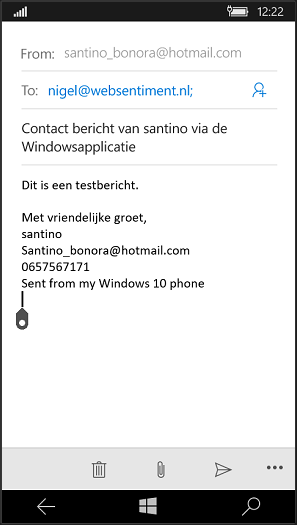 12:22
From: santino_bonora@hotmail.com
To: nigel@websentiment.nl;
Contact bericht van santino via de
Windowsapplicatie
Dit is een testbericht.
Met vriendelijke groet,
santino
Santino_bonora@hotmail.com
0657567171
Sent from my Windows 10 phone